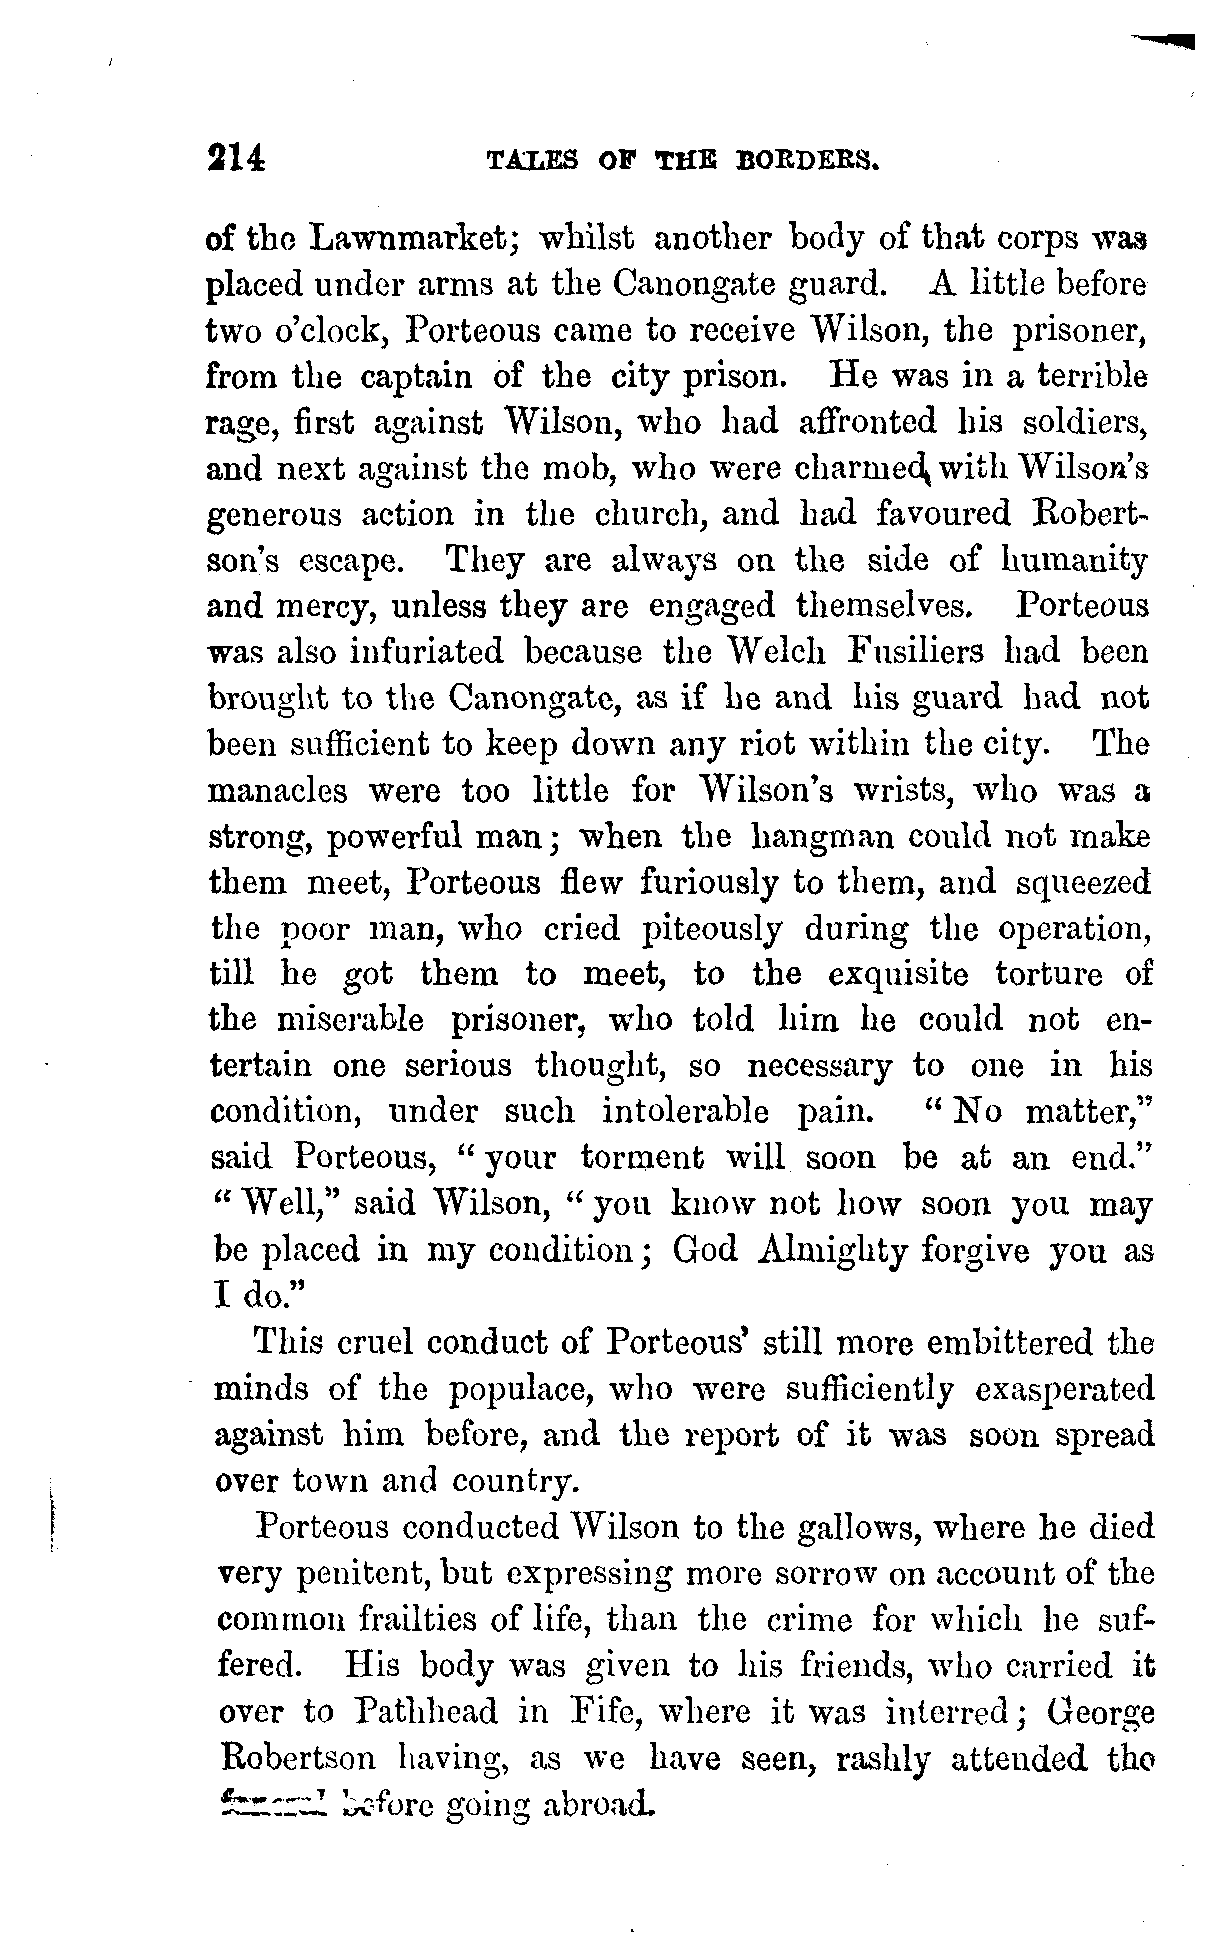 214 TALES OF THE BORDERS.
of the Lawnmarket; whilst another body of that corps was
placed under arms at the Canongate guard. A little before
two o'clock, Porteous came to receive Wilson, the prisoner,
from the captain of the city prison. He was in a terrible
rage, first against Wilson, who had affronted his soldiers,
and next against the mob, who were charmed with Wilson's
generous action in the church, and had favoured Robert-
son's escape. They are always on the side of humanity
and mercy, unless they are engaged themselves. Porteous
was also infuriated because the Welch Fusiliers had been
brought to the Canongate, as if he and his guard had not
been sufficient to keep down any riot within the city. The
manacles were too little for Wilson's wrists, who was a
strong, powerful man; when the hangman could not make
them meet, Porteous flew furiously to them, and squeezed
the poor man, who cried piteously during the operation,
till he got them to meet, to the exquisite torture of
the miserable prisoner, who told him he could not en-
tertain one serious thought, so necessary to one in his
condition, under such intolerable pain. "No matter,"
said Porteous, "your torment will soon be at an end."
"Well," said Wilson, "you know not how soon you may
be placed in my condition; God Almighty forgive you as
I do."
This cruel conduct of Porteous' still more embittered the
minds of the populace, who were sufficiently exasperated
against him before, and the report of it was soon spread
over town and country.
Porteous conducted Wilson to the gallows, where he died
very penitent, but expressing more sorrow on account of the
common frailties of life, than the crime for which he suf-
fered. His body was given to his friends, who carried it
over to Pathhead in Fife, where it was interred; George
Robertson having, as we have seen, rashly attended the
before going abroad.